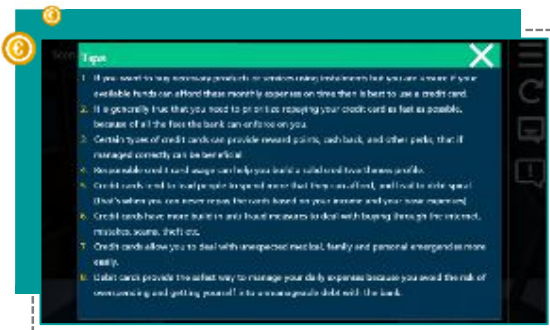 Tips
1. If you want to buy necessary products or services using instalments but you are unsure if your
available funds can afford these monthly expenses on time then is best to use a credit card.
2. It is generally true that you need to prioritize repaying your credit card as fast as possible,
because of all the fees the bank can enforce on you.
3. Certain types of credit cards can provide reward points, cash back, and other perks, that if
managed correctly can be beneficial
4. Responsible credit card usage can help you build a solid creditworthiness profile.
5. Credit cards tend to lead people to spend more that they can afford, and lead to debt spiral
(that's when you can never repay the cards based on your income and your basic expenses)
6. Credit cards have more build in anti fraud measures to deal with buying through the internet,
mistakes, scams, theft etc.
7. Credit cards allow you to deal with unexpected medical, family and personal emergencies more
easily.
8. Debit cards provide the safest way to manage your daily expenses because you avoid the risk of
overspending and getting yourself into unmanageable debt with the bank.